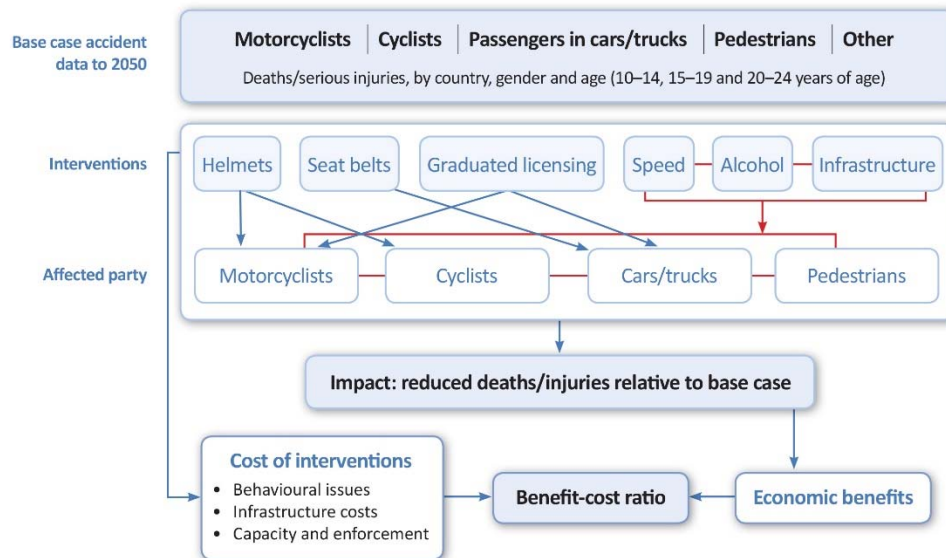 Base case accident
data to 2050
Motorcyclists | Cyclists | Passengers in cars/trucks | Pedestrians | Other
Deaths/serious injuries, by country, gender and age (10–14, 15–19 and 20–24 years of age)
Interventions
Helmets
Seat belts
Graduated licensing
Speed
Alcohol
Infrastructure
Affected party
Motorcyclists
Cyclists
Cars/trucks
Pedestrians
Impact: reduced deaths/injuries relative to base case
Cost of interventions
• Behavioural issues
• Infrastructure costs
• Capacity and enforcement
Benefit-cost ratio
Economic benefits